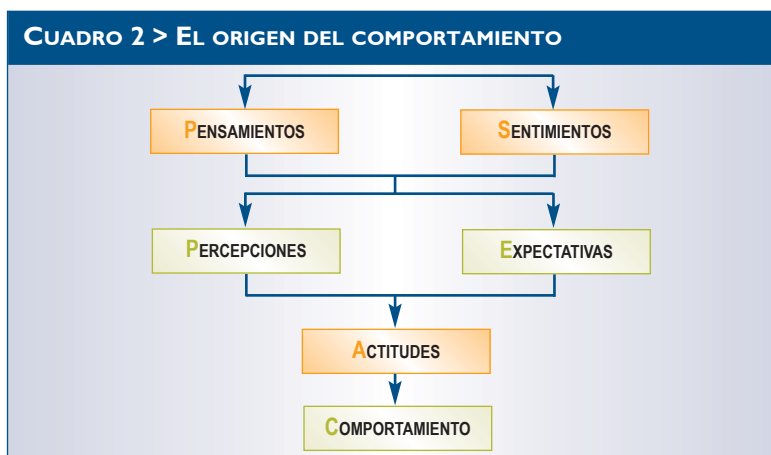 CUADRO 2 > EL ORIGEN DEL COMPORTAMIENTO
PENSAMIENTOS
SENTIMIENTOS
PERCEPCIONES
EXPECTATIVAS
ACTITUDES
COMPORTAMIENTO